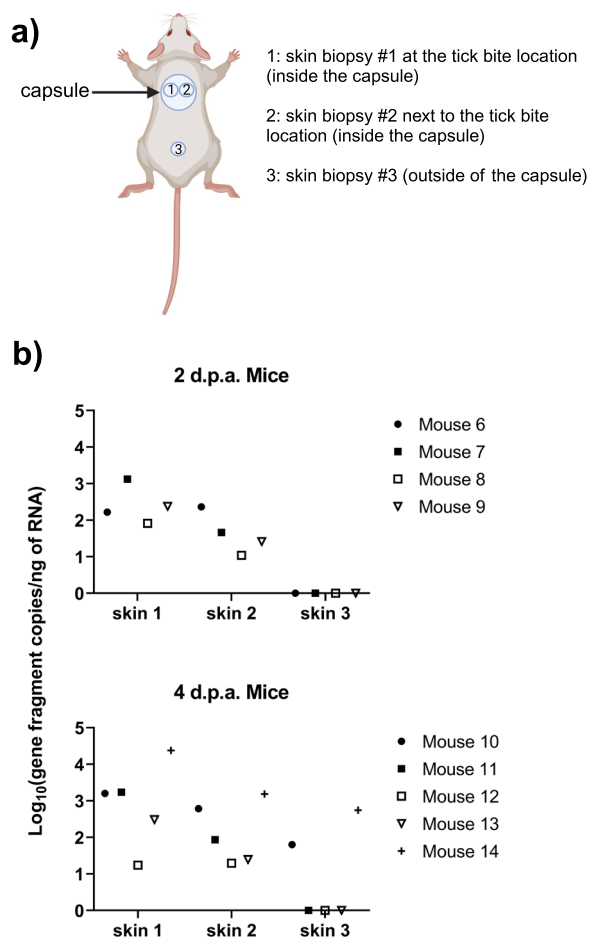 a)
capsule
1 2
3
1: skin biopsy #1 at the tick bite location
(inside the capsule)
2: skin biopsy #2 next to the tick bite
location (inside the capsule)
3: skin biopsy #3 (outside of the capsule)
b)
Log10(gene fragment copies/ng of RNA)
2 d.p.a. Mice
5
4
3
2
1
0
skin 1 skin 2 skin 3
Mouse 6
Mouse 7
Mouse 8
Mouse 9
4 d.p.a. Mice
5
4
3
2
1
0
skin 1 skin 2 skin 3
Mouse 10
Mouse 11
Mouse 12
Mouse 13
Mouse 14